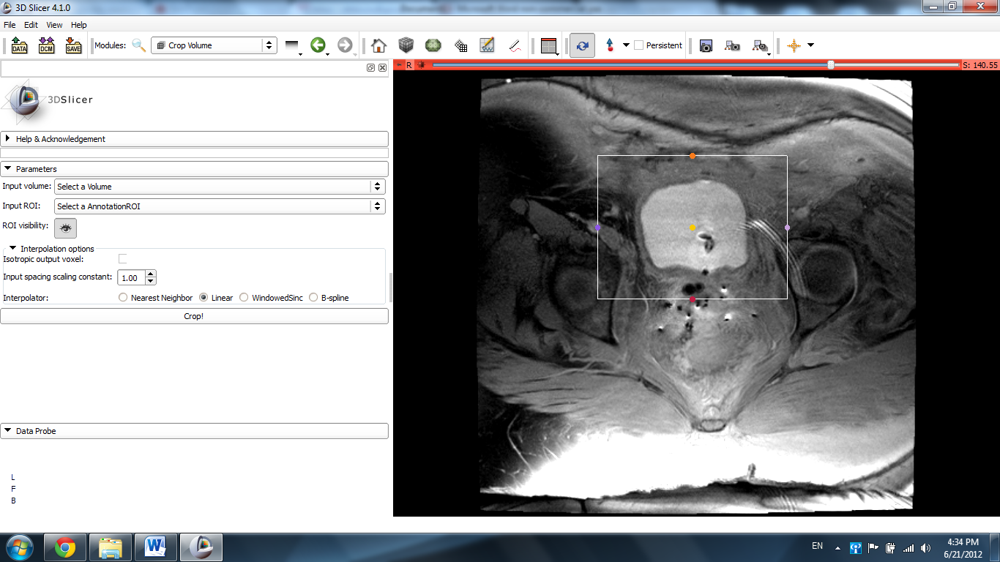 3D Slicer 4.1.0
File Edit View Help
DATA DCM SAVE Modules: Crop Volume Persistent
R S: 140.55
3DSlicer
Help & Acknowledgement
Parameters
Input volume: Select a Volume
Input ROI: Select a AnnotationROI
ROI visibility:
Interpolation options
Isotropic output voxel:
Input spacing scaling constant: 1.00
Interpolator: Nearest Neighbor Linear WindowedSinc B-spline
Crop!
Data Probe
L
F
B
EN 4:34 PM
6/21/2012